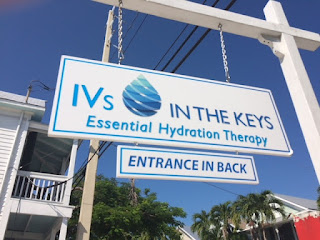 IVs IN THE KEYS
Essential Hydration Therapy
ENTRANCE IN BACK